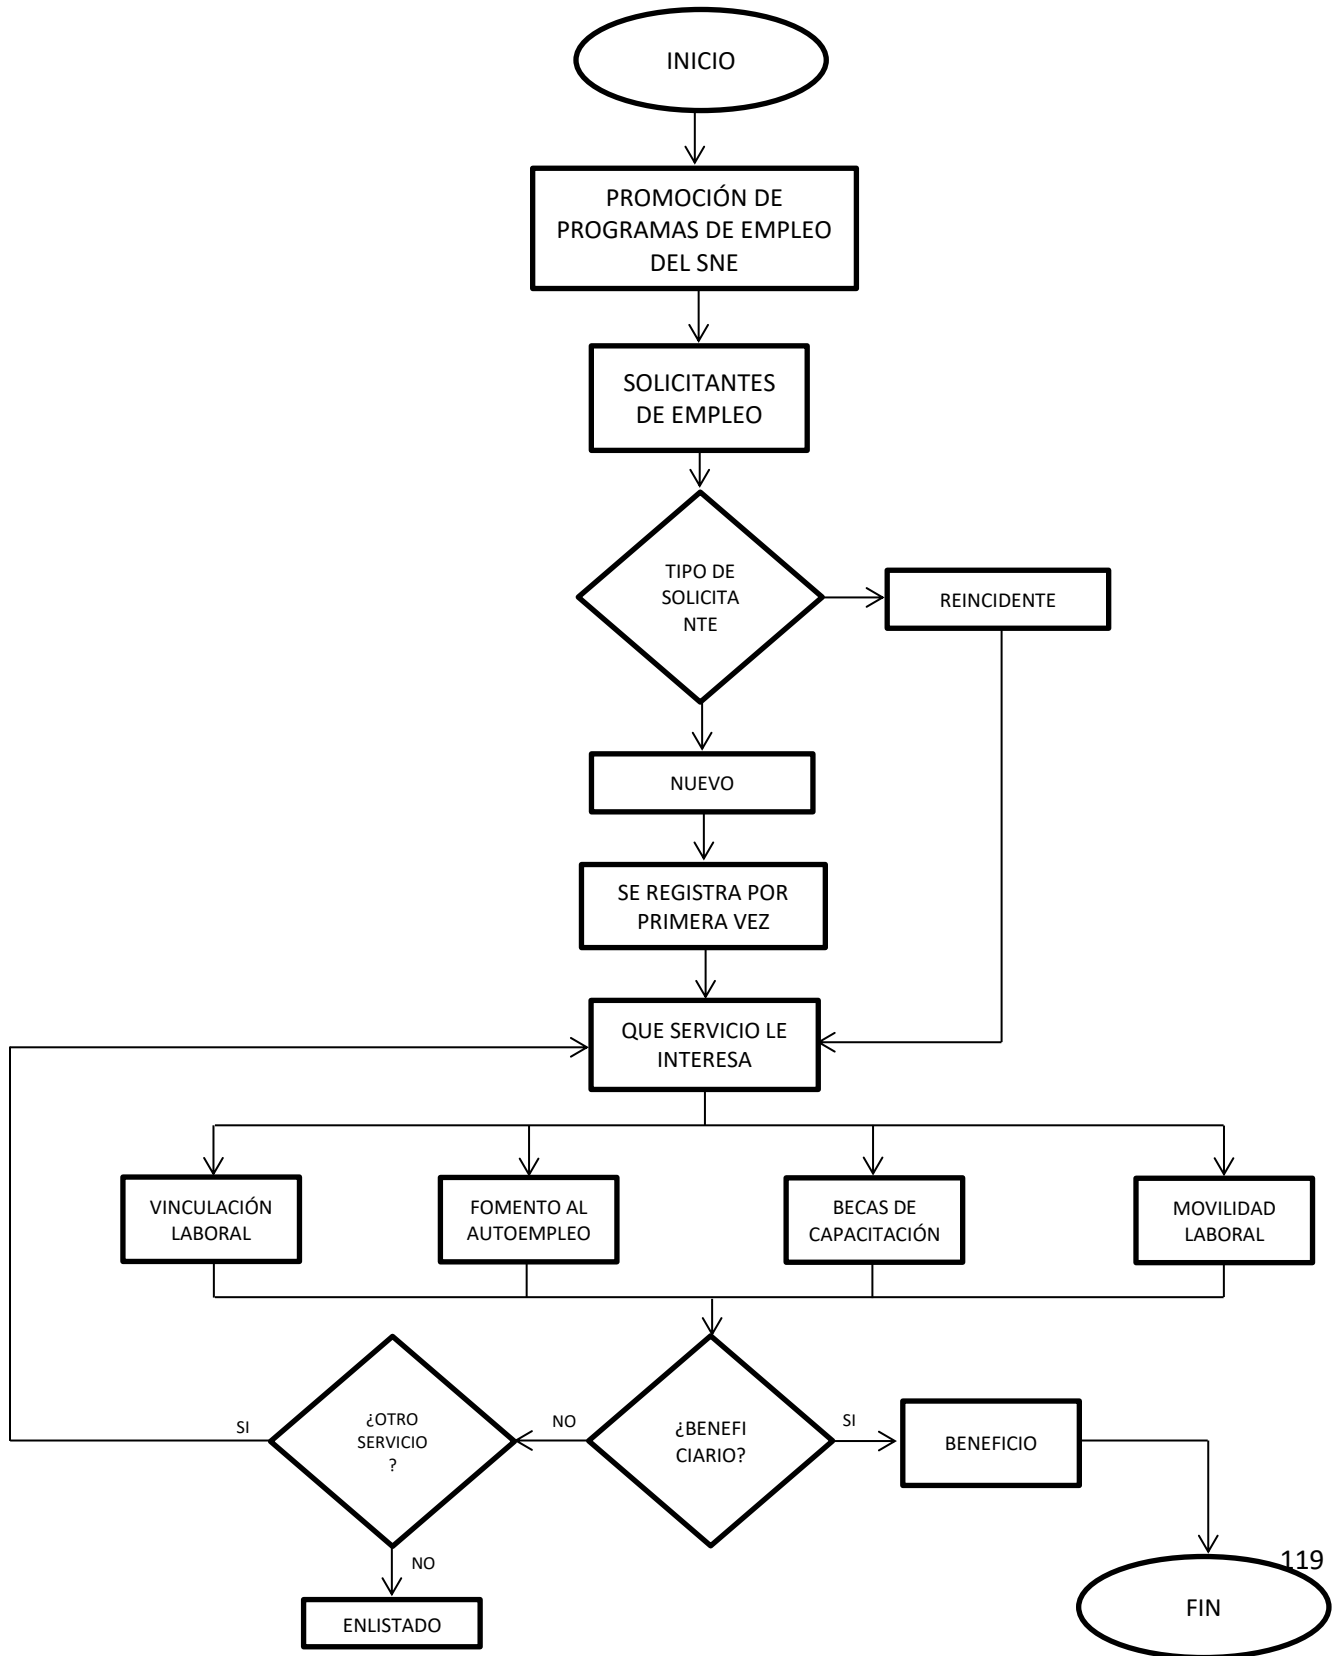 INICIO
PROMOCIÓN DE
PROGRAMAS DE EMPLEO
DEL SNE
SOLICITANTES
DE EMPLEO
TIPO DE
SOLICITA
NTE
REINCIDENTE
NUEVO
SE REGISTRA POR
PRIMERA VEZ
QUE SERVICIO LE
INTERESA
VINCULACIÓN
LABORAL
FOMENTO AL
AUTOEMPLEO
BECAS DE
CAPACITACIÓN
MOVILIDAD
LABORAL
SI
¿OTRO
SERVICIO
?
NO
¿BENEFI
CIARIO?
SI
BENEFICIO
NO
ENLISTADO
119
FIN